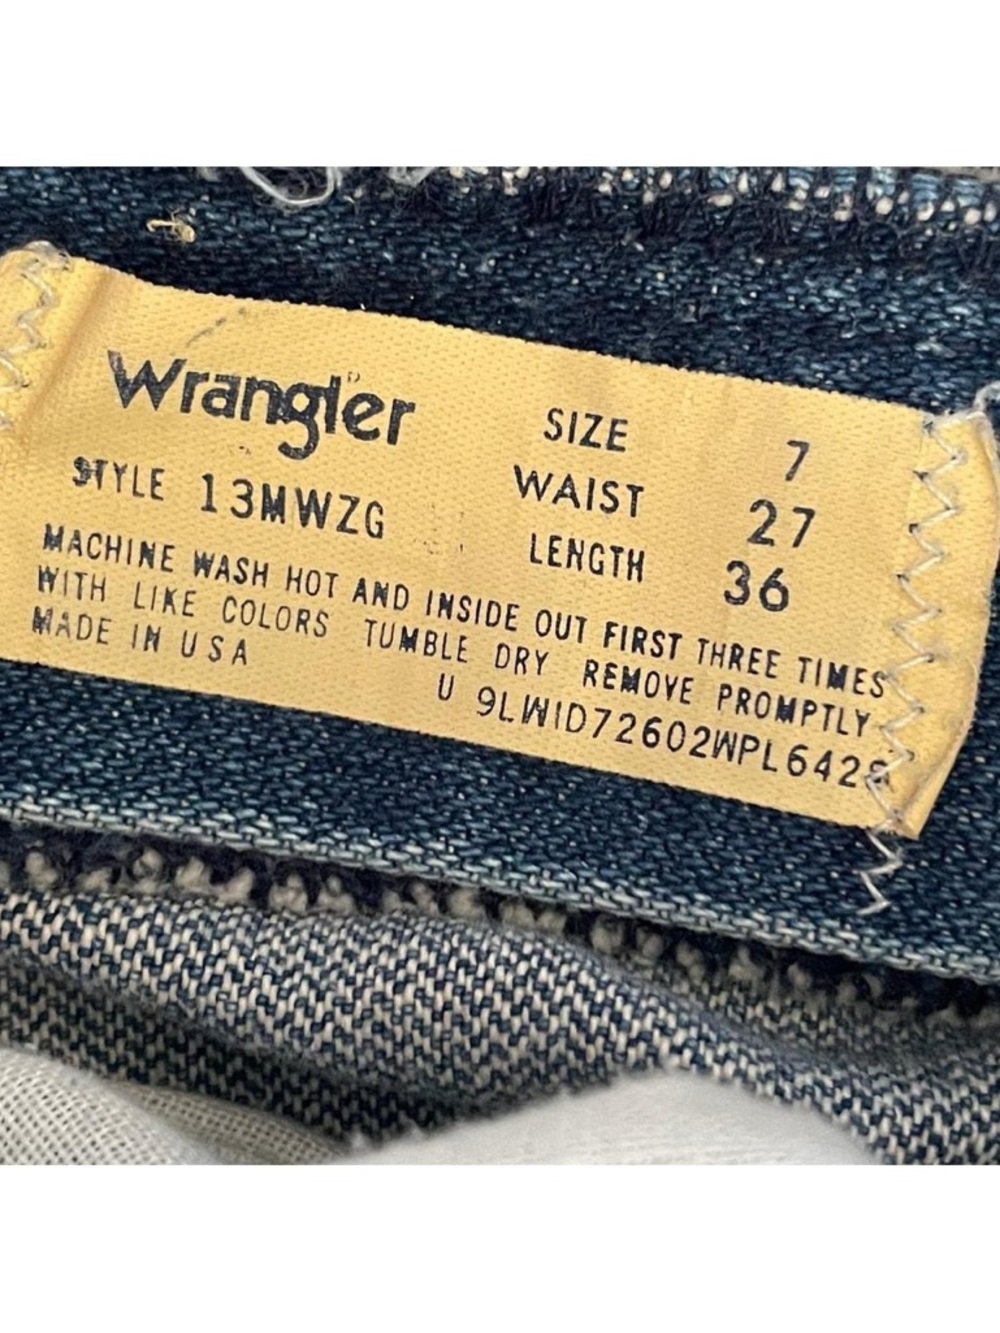 Wrangler
STYLE 13MWZG
SIZE 7
WAIST 27
LENGTH 36
MACHINE WASH HOT AND INSIDE OUT FIRST THREE TIMES
WITH LIKE COLORS TUMBLE DRY REMOVE PROMPTLY
MADE IN USA
U 9LWID72602WPL642